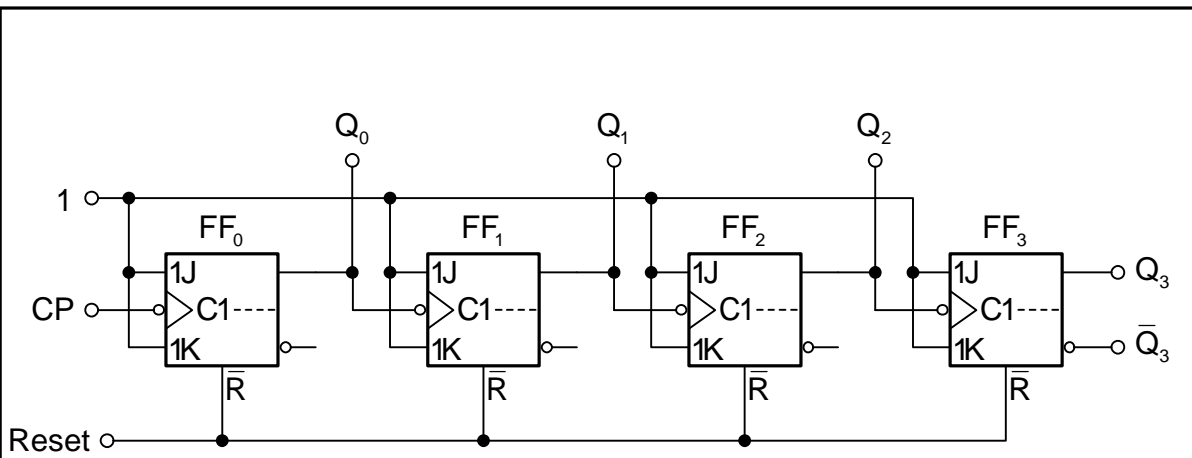 Q₀ Q₁ Q₂
1
FF₀ FF₁ FF₂ FF₃
1J 1J 1J 1J Q₃
CP C1 C1 C1 C1
1K 1K 1K 1K Q̅₃
R̅ R̅ R̅ R̅
Reset